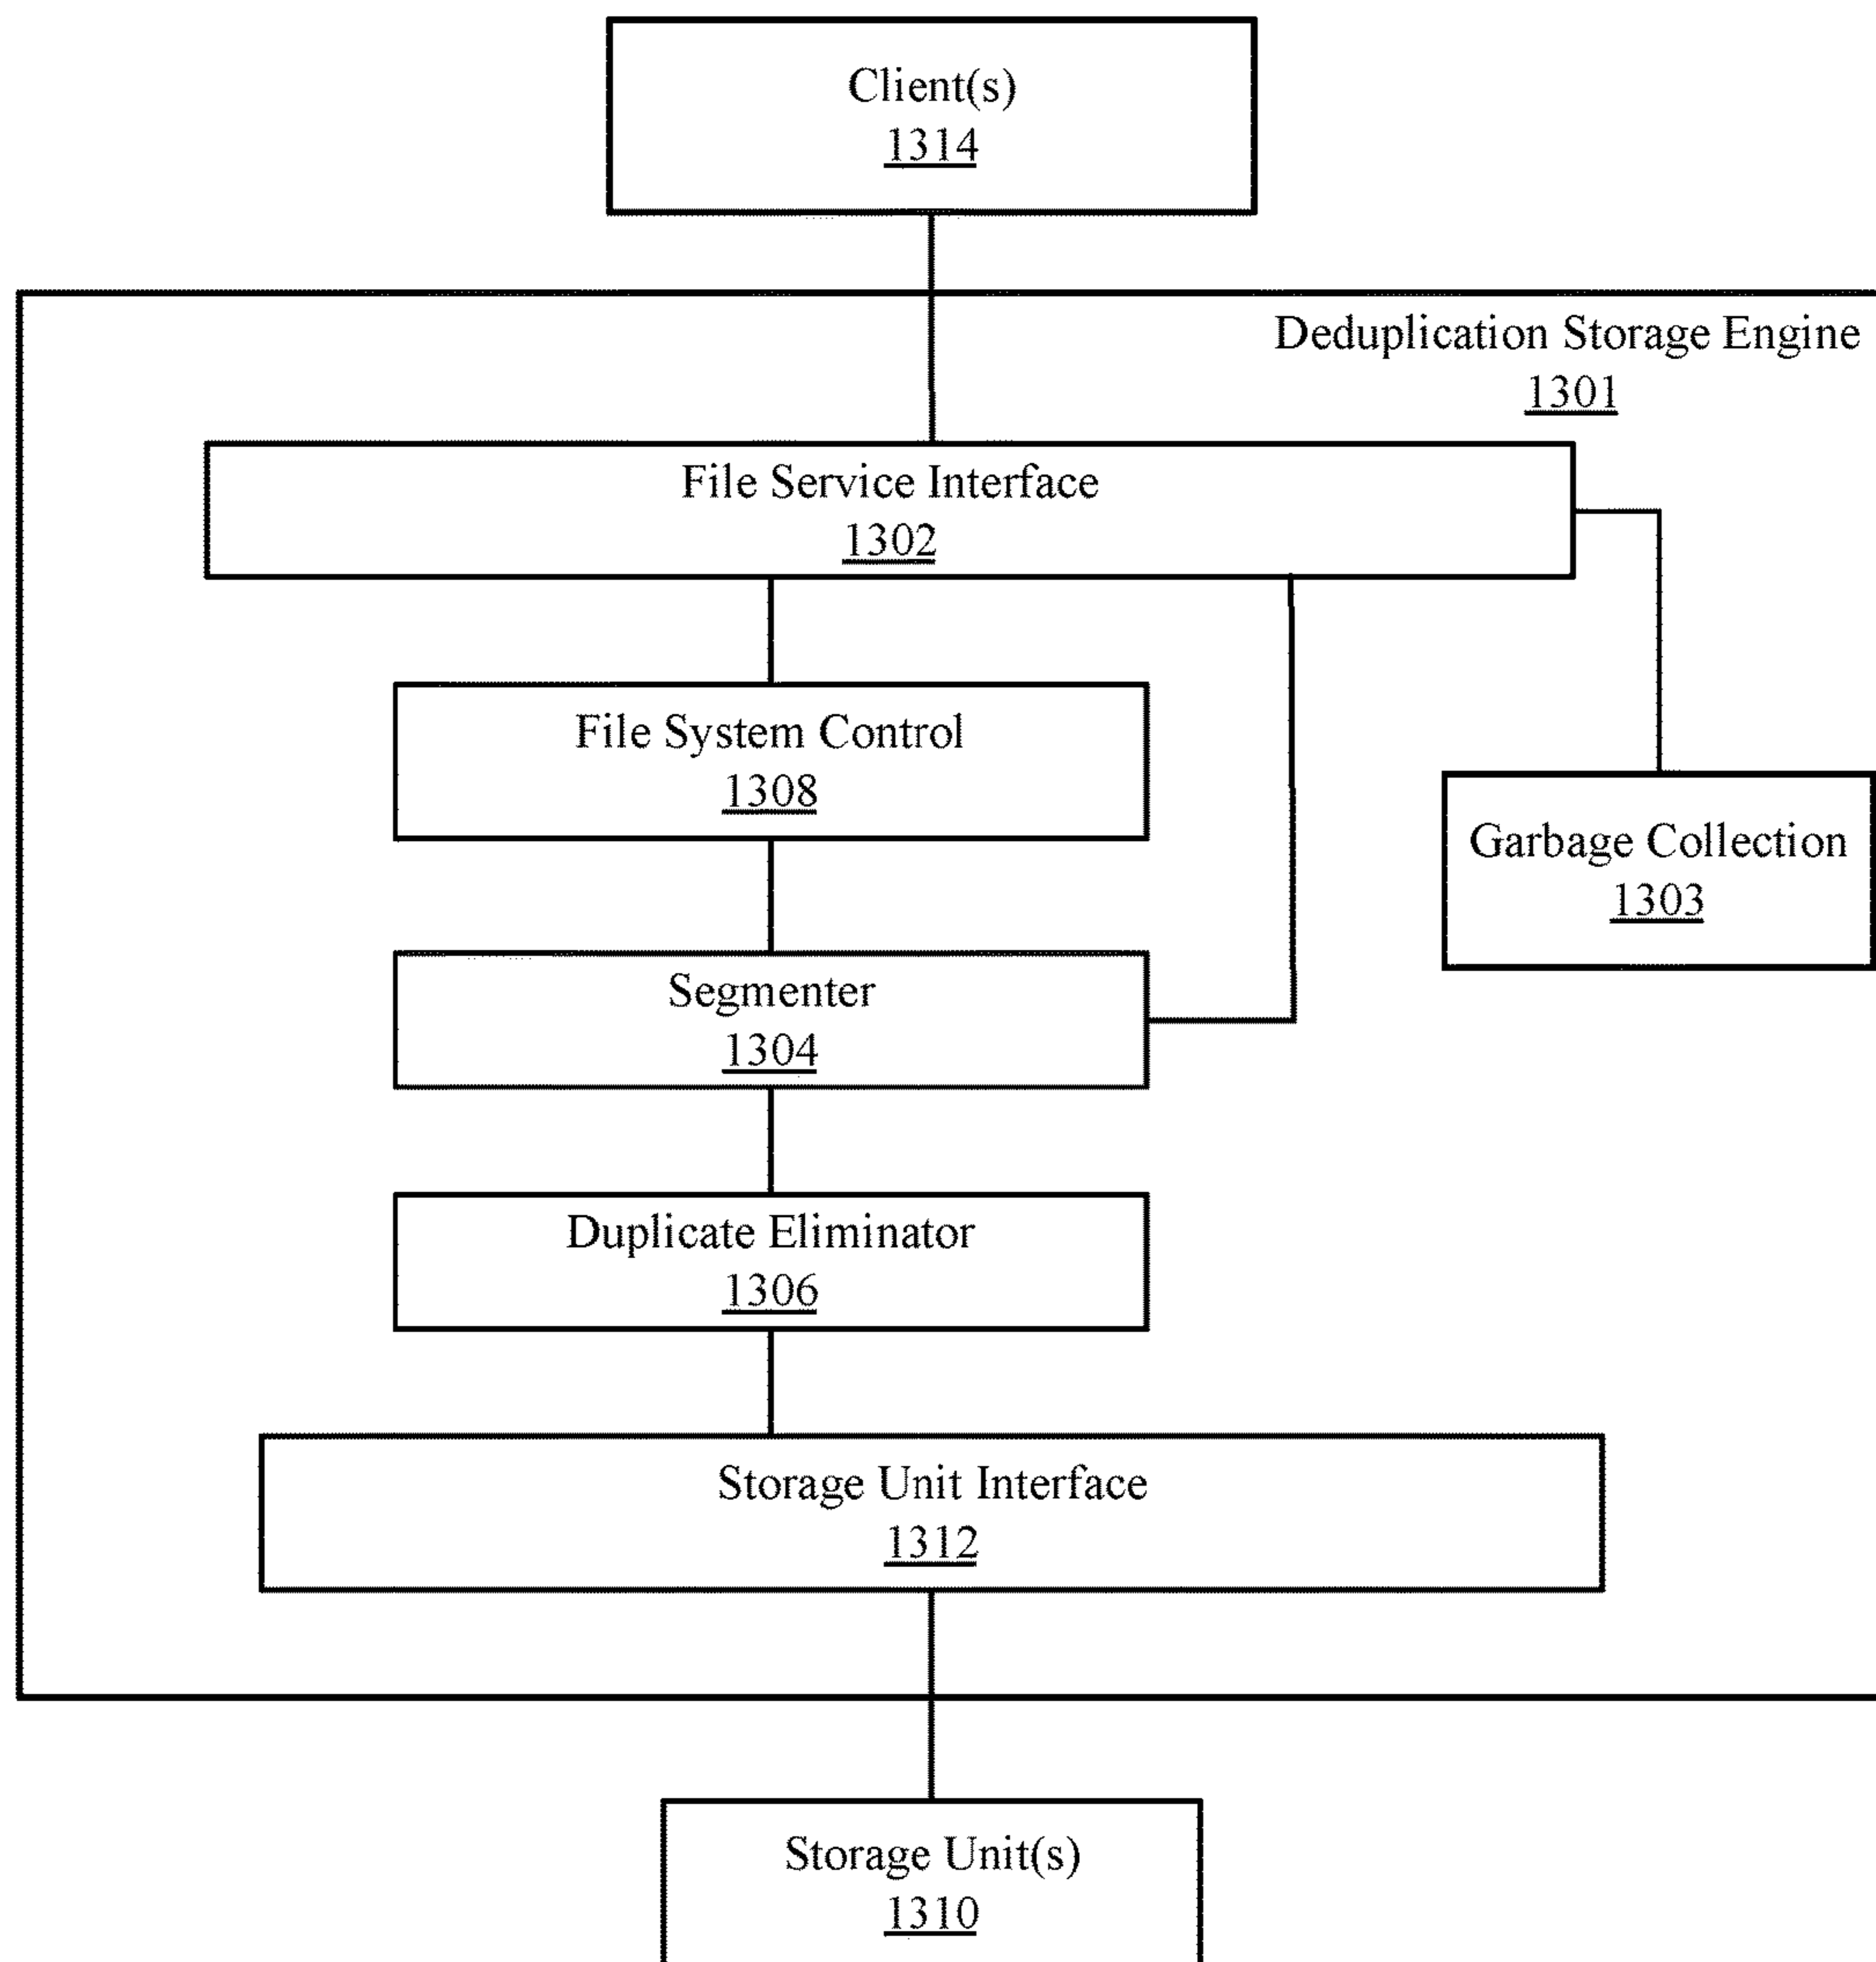 Client(s)
1314
Deduplication Storage Engine
1301
File Service Interface
1302
File System Control
1308
Garbage Collection
1303
Segmenter
1304
Duplicate Eliminator
1306
Storage Unit Interface
1312
Storage Unit(s)
1310